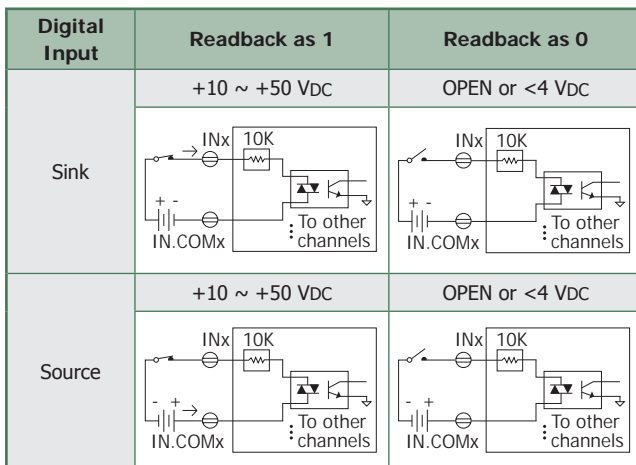 Digital Input
Readback as 1
Readback as 0
Sink
+10 ~ +50 VDC
OPEN or <4 VDC
INx
10K
+ -
IN.COMx
To other
channels
INx
10K
+ -
IN.COMx
To other
channels
Source
+10 ~ +50 VDC
OPEN or <4 VDC
INx
10K
- +
IN.COMx
To other
channels
INx
10K
- +
IN.COMx
To other
channels